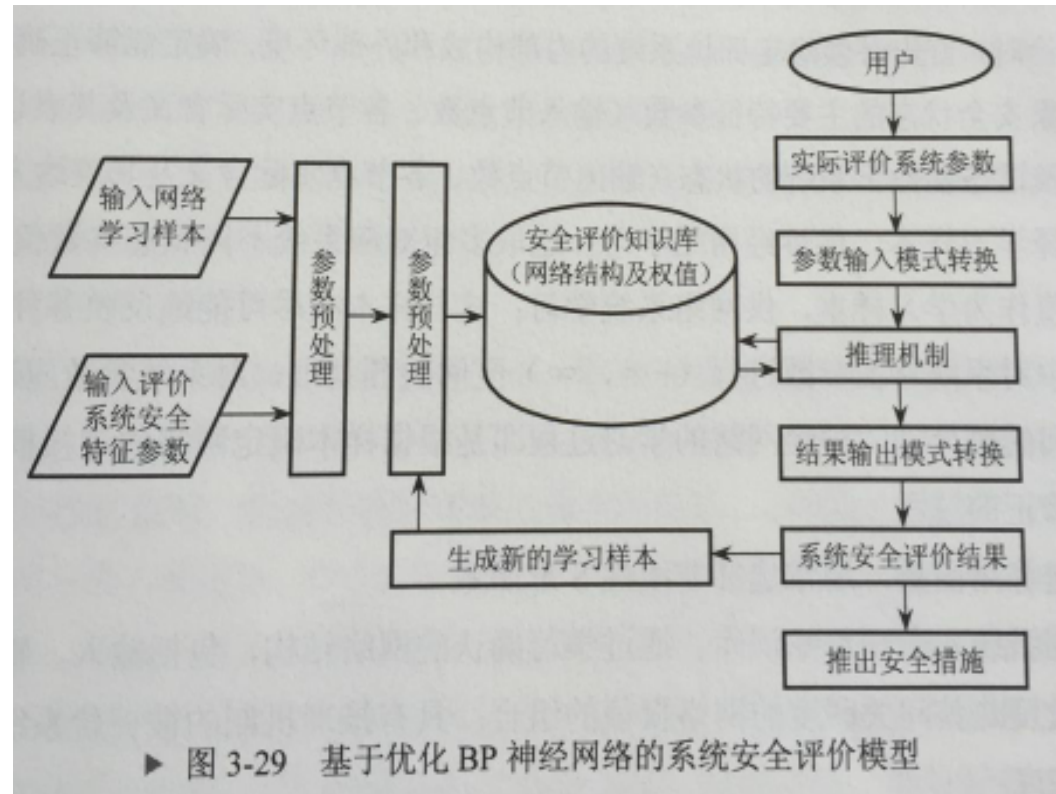 用户
实际评价系统参数
输入网络
学习样本
参数预处理
参数预处理
安全评价知识库
（网络结构及权值）
参数输入模式转换
推理机制
输入评价
系统安全
特征参数
结果输出模式转换
生成新的学习样本
系统安全评价结果
推出安全措施
▶ 图 3-29 基于优化 BP 神经网络的系统安全评价模型